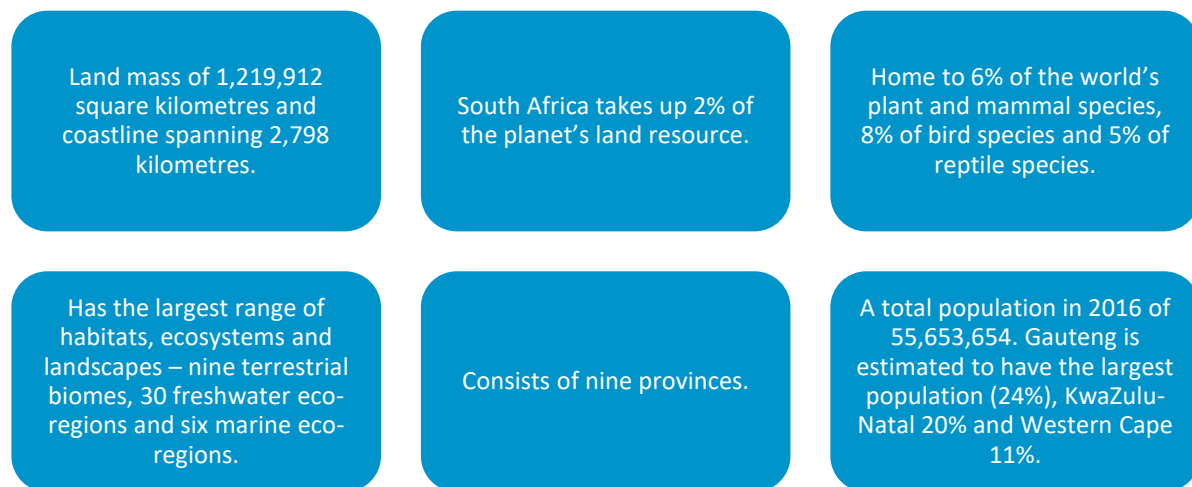 Land mass of 1,219,912
square kilometres and
coastline spanning 2,798
kilometres.
South Africa takes up 2% of
the planet’s land resource.
Home to 6% of the world’s
plant and mammal species,
8% of bird species and 5% of
reptile species.
Has the largest range of
habitats, ecosystems and
landscapes – nine terrestrial
biomes, 30 freshwater eco-
regions and six marine eco-
regions.
Consists of nine provinces.
A total population in 2016 of
55,653,654. Gauteng is
estimated to have the largest
population (24%), KwaZulu-
Natal 20% and Western Cape
11%.